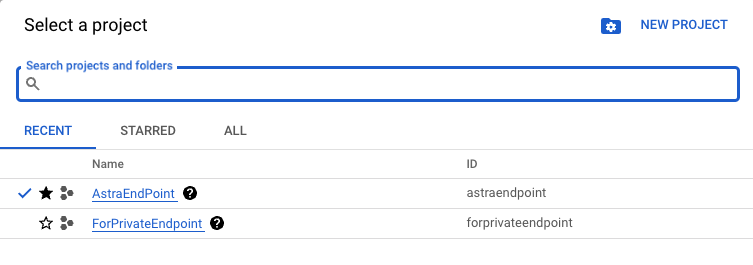 Select a project
NEW PROJECT
Search projects and folders
RECENT STARRED ALL
Name ID
AstraEndPoint ? astraendpoint
ForPrivateEndpoint ? forprivateendpoint